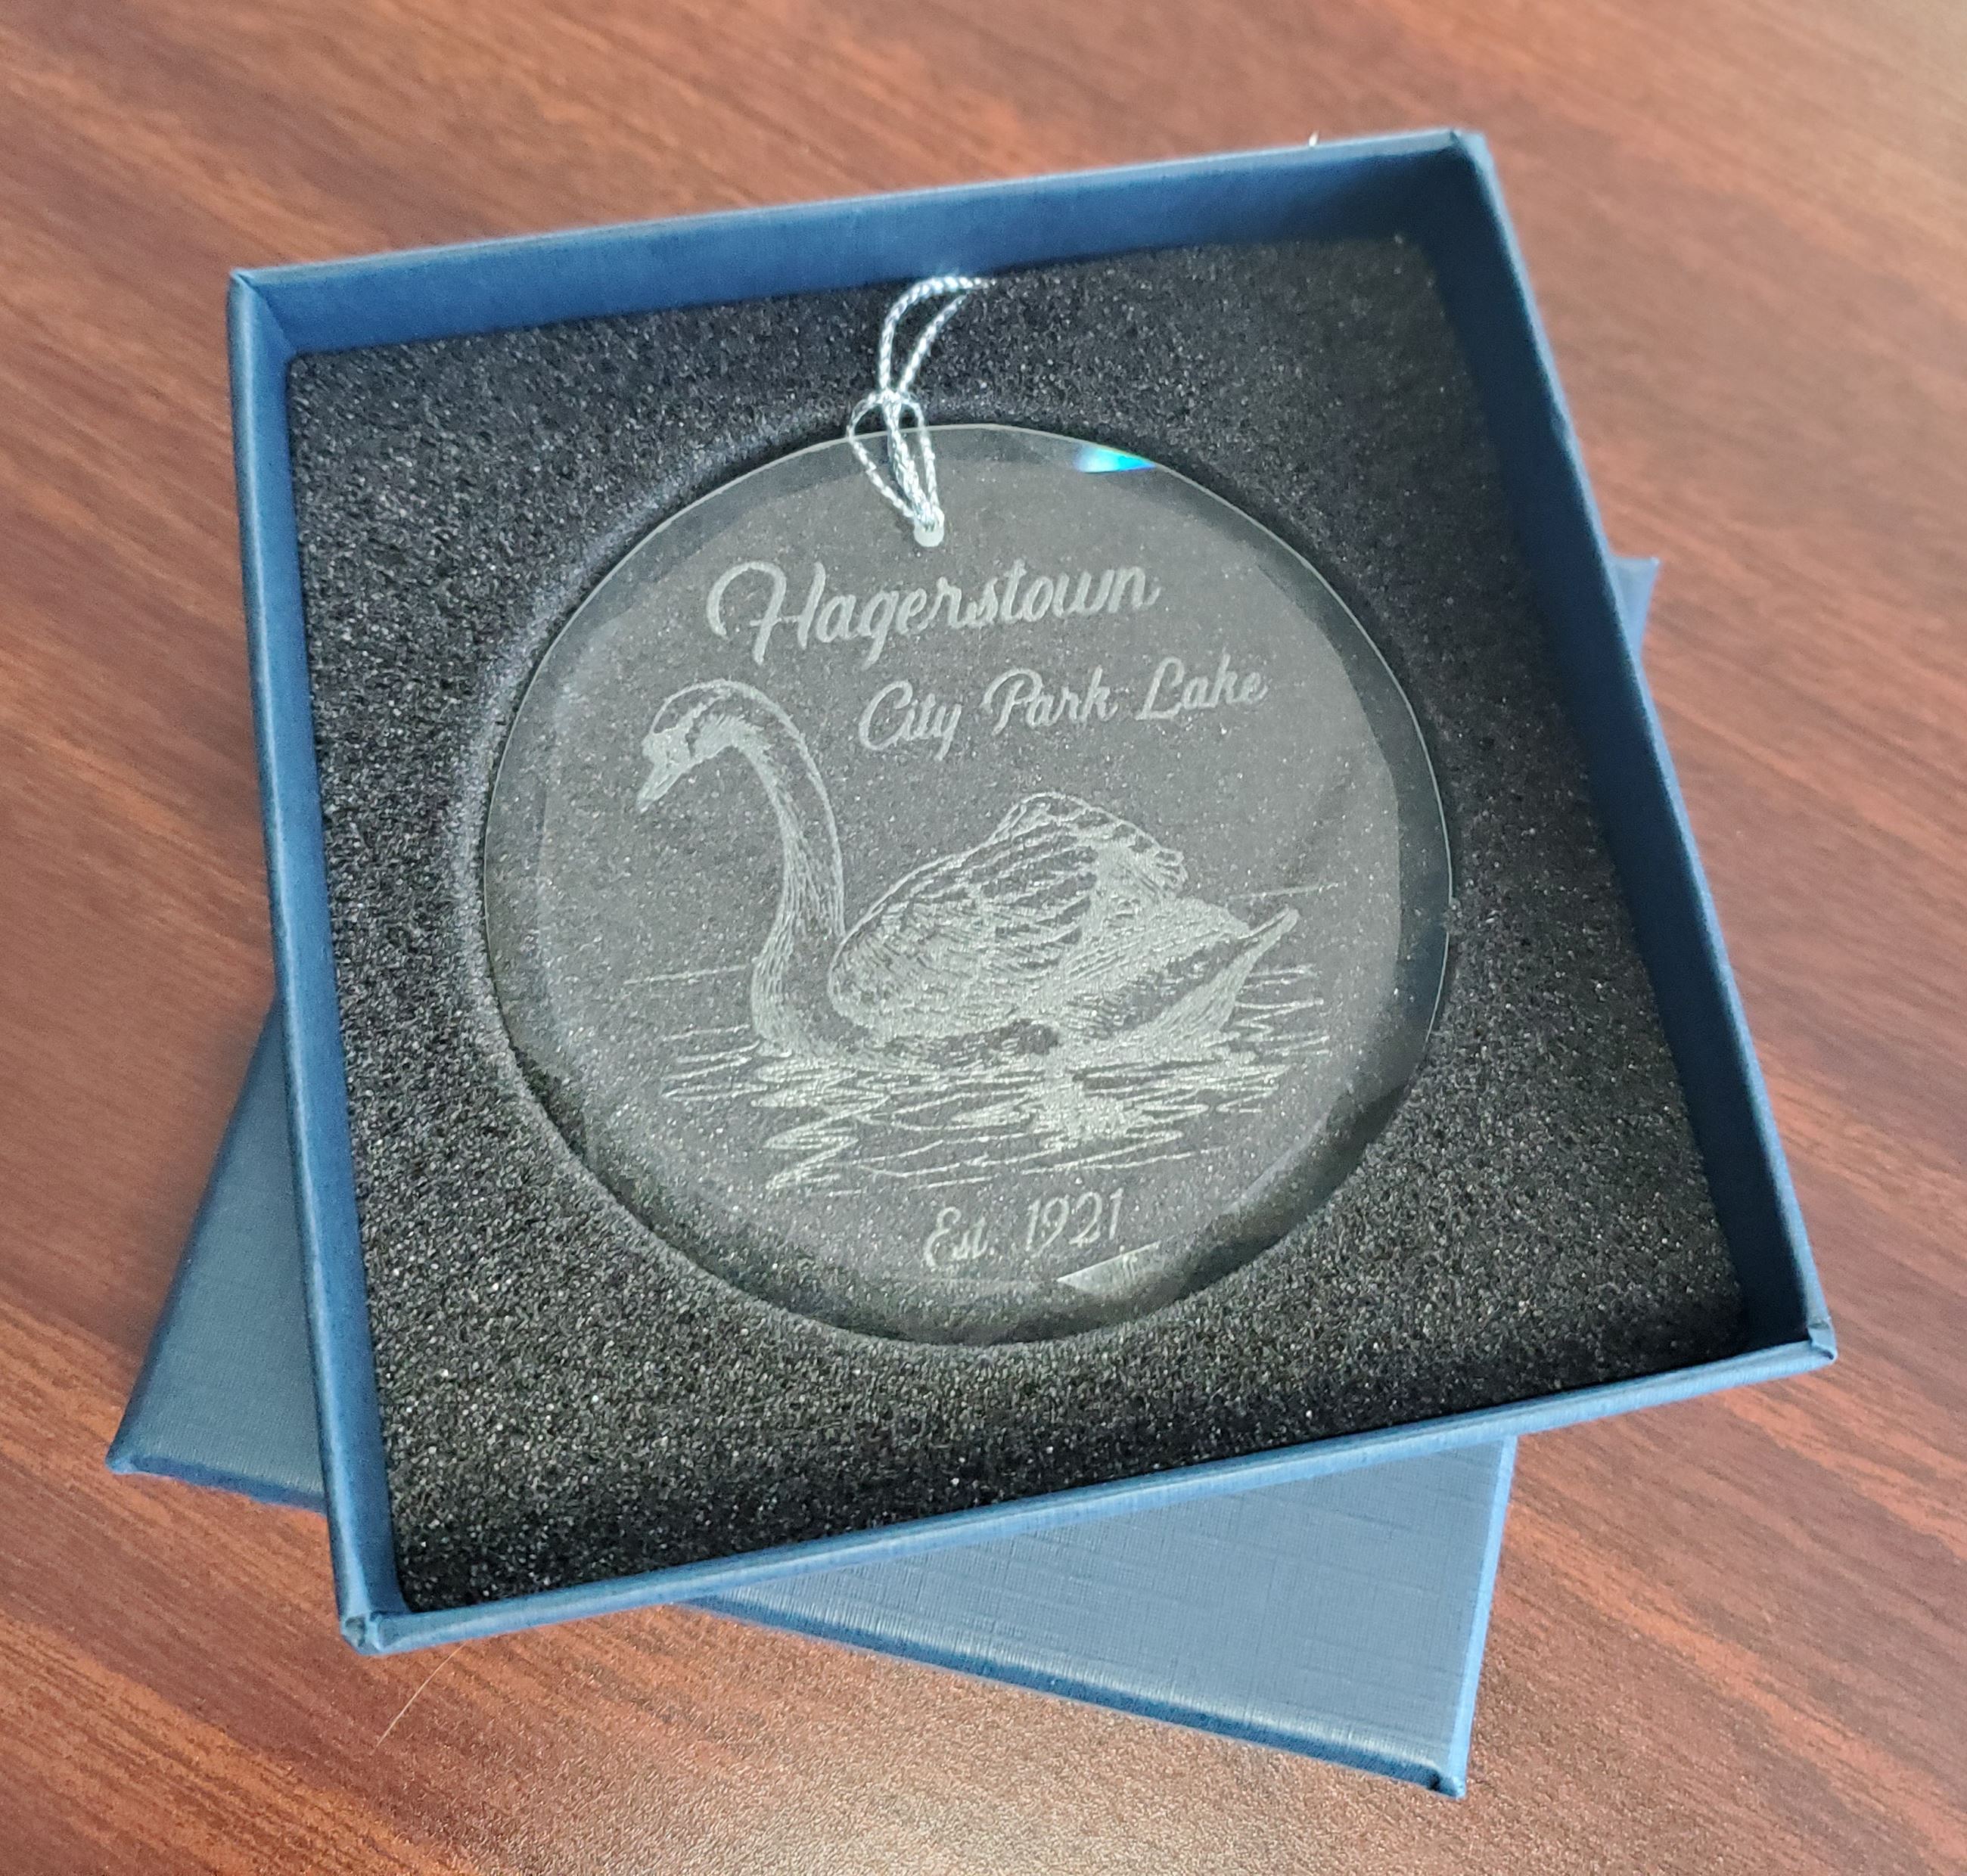 Hagerstown
City Park Lake
Est. 1921